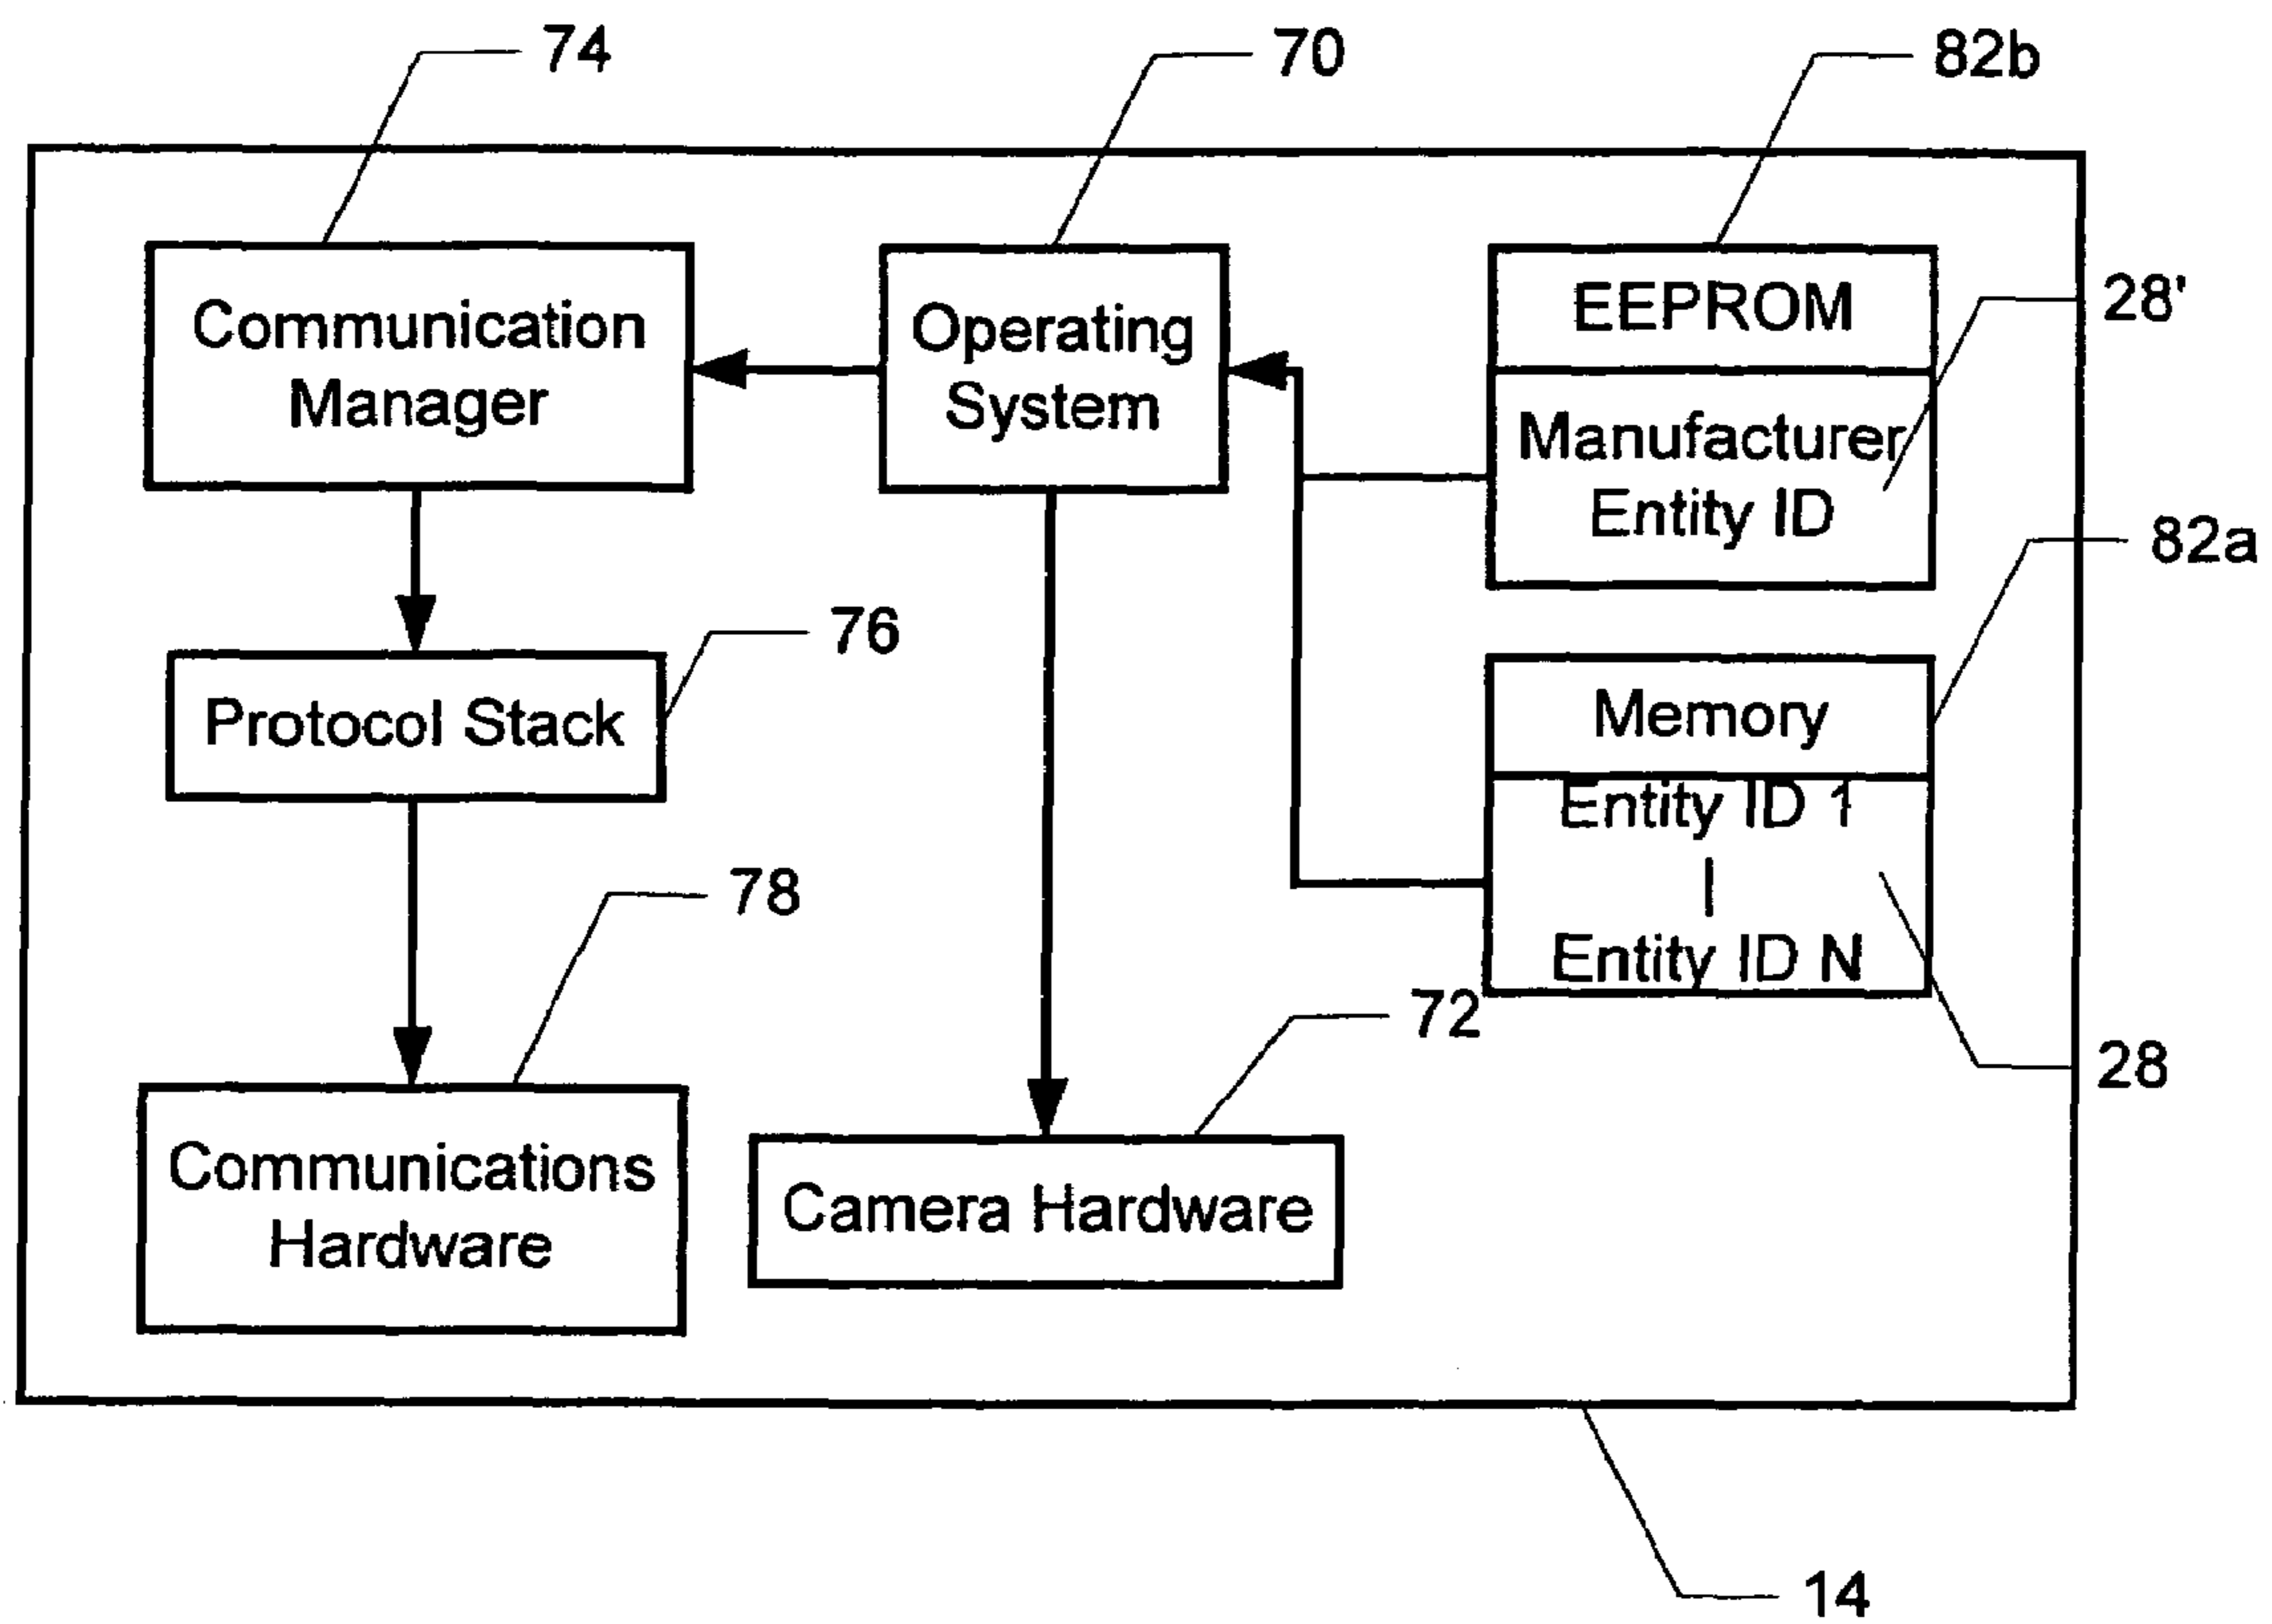 74
70
82b
Communication
Manager
Operating
System
EEPROM
28'
Manufacturer
Entity ID
82a
76
Protocol Stack
Memory
Entity ID 1
|
Entity ID N
78
72
28
Communications
Hardware
Camera Hardware
14